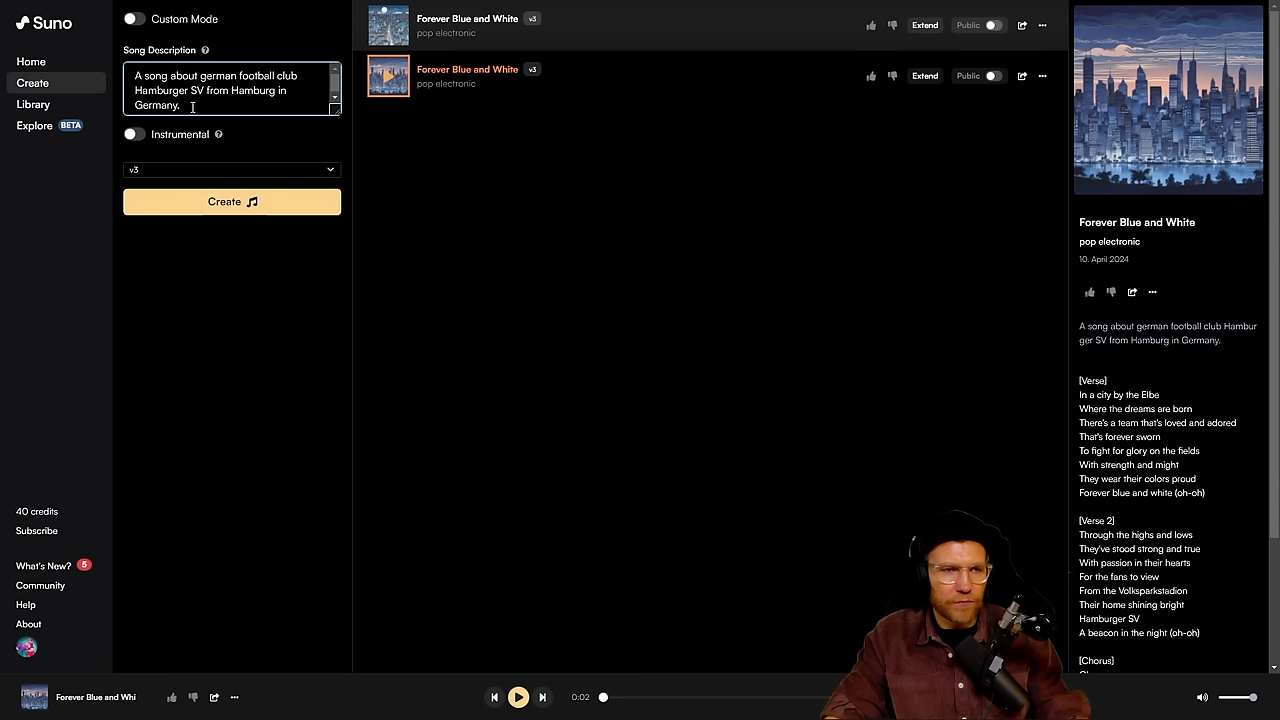 Suno
Home
Create
Library
Explore BETA
40 credits
Subscribe
What's New? 5
Community
Help
About
Custom Mode
Song Description
A song about german football club
Hamburger SV from Hamburg in
Germany.
Instrumental
v3
Create
Forever Blue and White v3
pop electronic
Extend Public
Forever Blue and White v3
pop electronic
Extend Public
Forever Blue and White
pop electronic
10. April 2024
A song about german football club Hambur
ger SV from Hamburg in Germany.
[Verse]
In a city by the Elbe
Where the dreams are born
There's a team that's loved and adored
That's forever sworn
To fight for glory on the fields
With strength and might
They wear their colors proud
Forever blue and white (oh-oh)
[Verse 2]
Through the highs and lows
They've stood strong and true
With passion in their hearts
For the fans to view
From the Volksparkstadion
Their home shining bright
Hamburger SV
A beacon in the night (oh-oh)
[Chorus]
Forever Blue and Whi
0:02